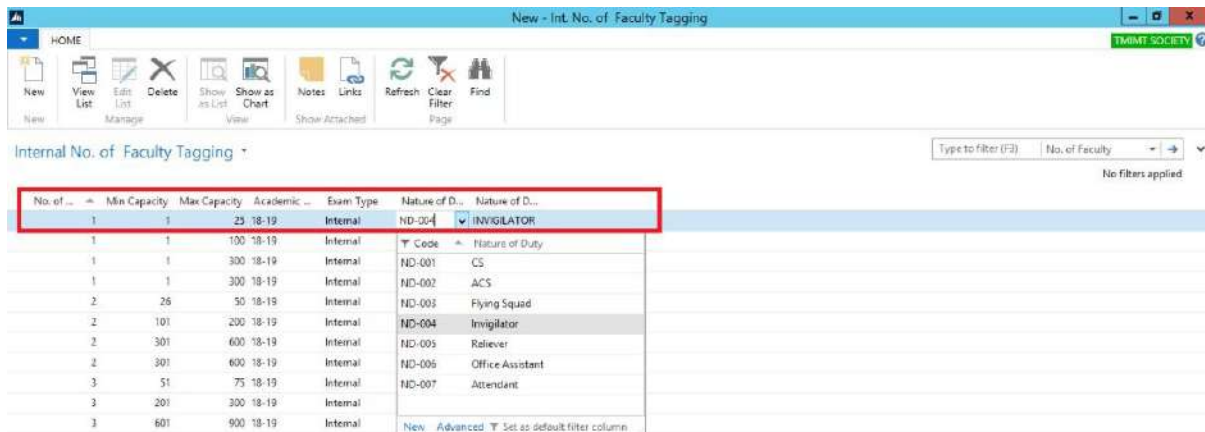 New - Int. No. of Faculty Tagging
HOME
TMIMT SOCIETY
New View List Edit List Delete Show as List Show as Chart Notes Links Refresh Clear Filter Find
New Manage View Show Attached Page
Internal No. of Faculty Tagging
Type to filter (F3) No. of Faculty
No filters applied
No. of ... Min Capacity Max Capacity Academic ... Exam Type Nature of D... Nature of D...
1 1 25 18-19 Internal ND-004 INVIGILATOR
1 1 100 18-19 Internal Code Nature of Duty
1 1 300 18-19 Internal ND-001 CS
1 1 300 18-19 Internal ND-002 ACS
2 26 50 18-19 Internal ND-003 Flying Squad
2 101 200 18-19 Internal ND-004 Invigilator
2 301 600 18-19 Internal ND-005 Reliever
2 301 600 18-19 Internal ND-006 Office Assistant
3 51 75 18-19 Internal ND-007 Attendant
3 201 300 18-19 Internal
3 601 900 18-19 Internal New Advanced Set as default filter column